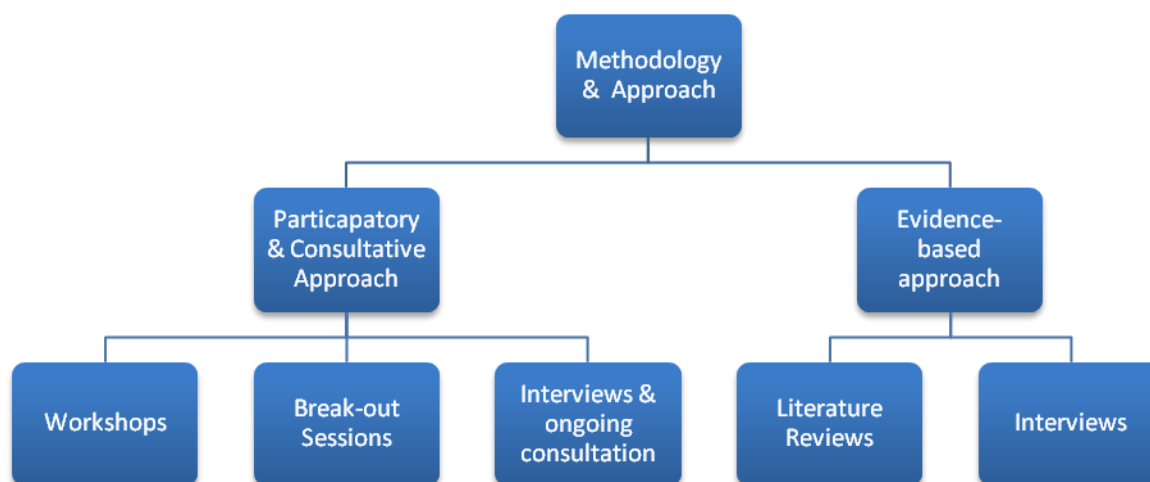 Methodology
& Approach
Particapatory
& Consultative
Approach
Evidence-
based
approach
Workshops
Break-out
Sessions
Interviews &
ongoing
consultation
Literature
Reviews
Interviews